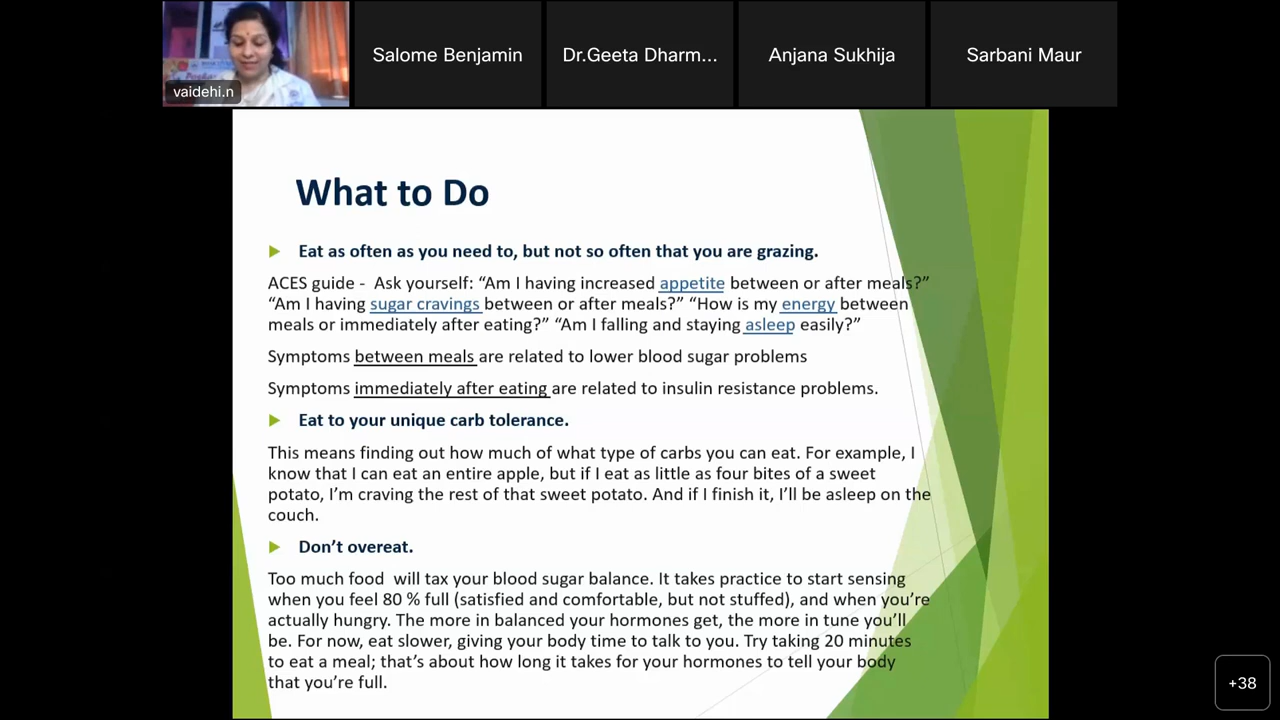 vaidehi.n
Salome Benjamin
Dr.Geeta Dharm...
Anjana Sukhija
Sarbani Maur
What to Do
Eat as often as you need to, but not so often that you are grazing.
ACES guide - Ask yourself: “Am I having increased appetite between or after meals?”
“Am I having sugar cravings between or after meals?” “How is my energy between
meals or immediately after eating?” “Am I falling and staying asleep easily?”
Symptoms between meals are related to lower blood sugar problems
Symptoms immediately after eating are related to insulin resistance problems.
Eat to your unique carb tolerance.
This means finding out how much of what type of carbs you can eat. For example, I
know that I can eat an entire apple, but if I eat as little as four bites of a sweet
potato, I’m craving the rest of that sweet potato. And if I finish it, I’ll be asleep on the
couch.
Don’t overeat.
Too much food will tax your blood sugar balance. It takes practice to start sensing
when you feel 80 % full (satisfied and comfortable, but not stuffed), and when you’re
actually hungry. The more in balanced your hormones get, the more in tune you’ll
be. For now, eat slower, giving your body time to talk to you. Try taking 20 minutes
to eat a meal; that’s about how long it takes for your hormones to tell your body
that you’re full.
+38